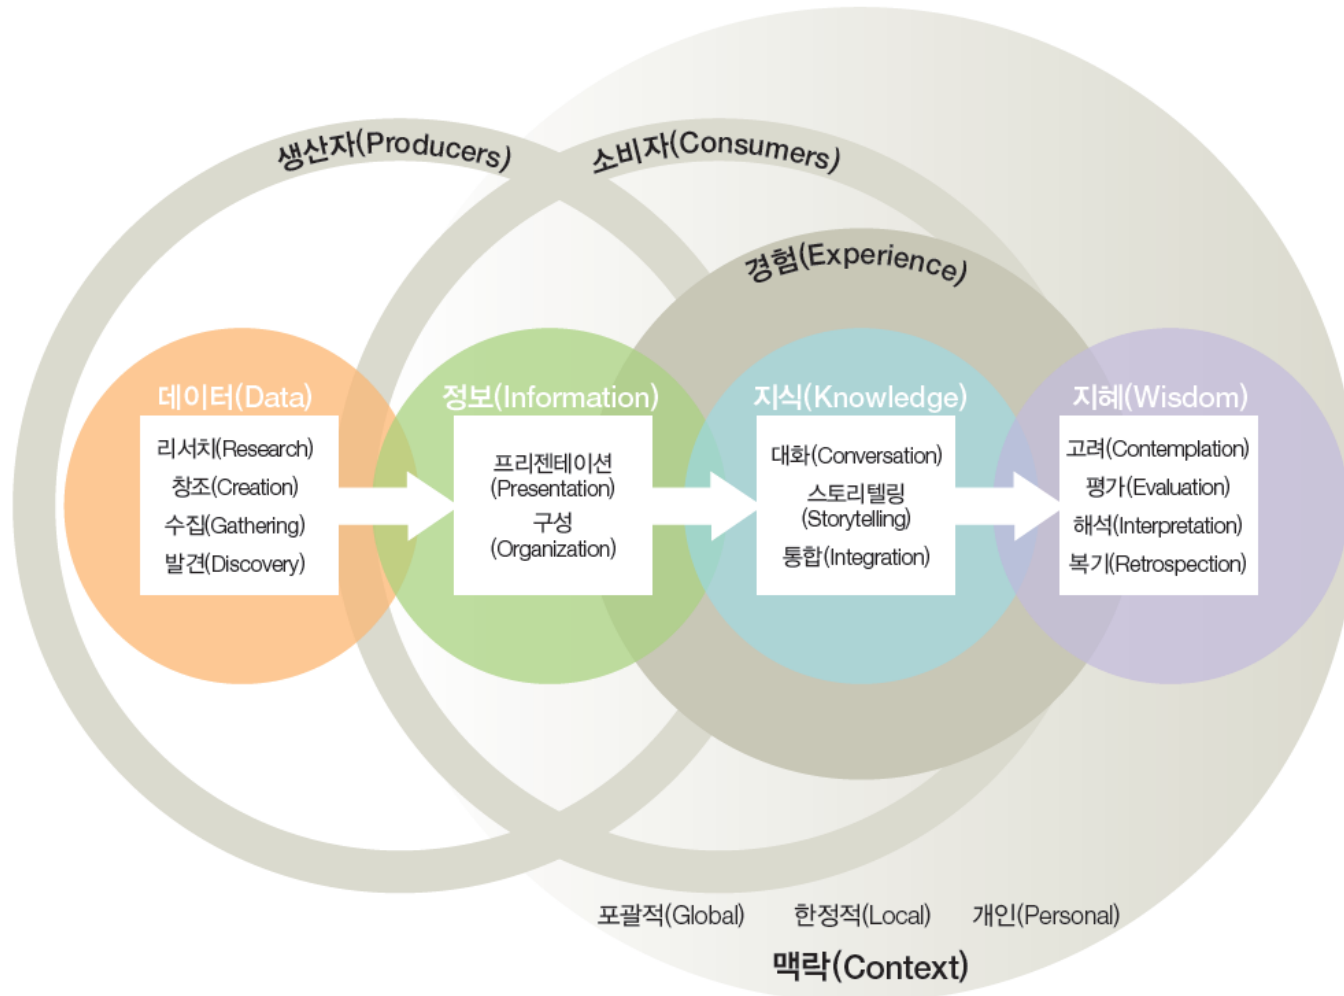 생산자(Producers)
소비자(Consumers)
경험(Experience)
데이터(Data)
리서치(Research)
창조(Creation)
수집(Gathering)
발견(Discovery)
정보(Information)
프리젠테이션
(Presentation)
구성
(Organization)
지식(Knowledge)
대화(Conversation)
스토리텔링
(Storytelling)
통합(Integration)
지혜(Wisdom)
고려(Contemplation)
평가(Evaluation)
해석(Interpretation)
복기(Retrospection)
포괄적(Global)
한정적(Local)
개인(Personal)
맥락(Context)